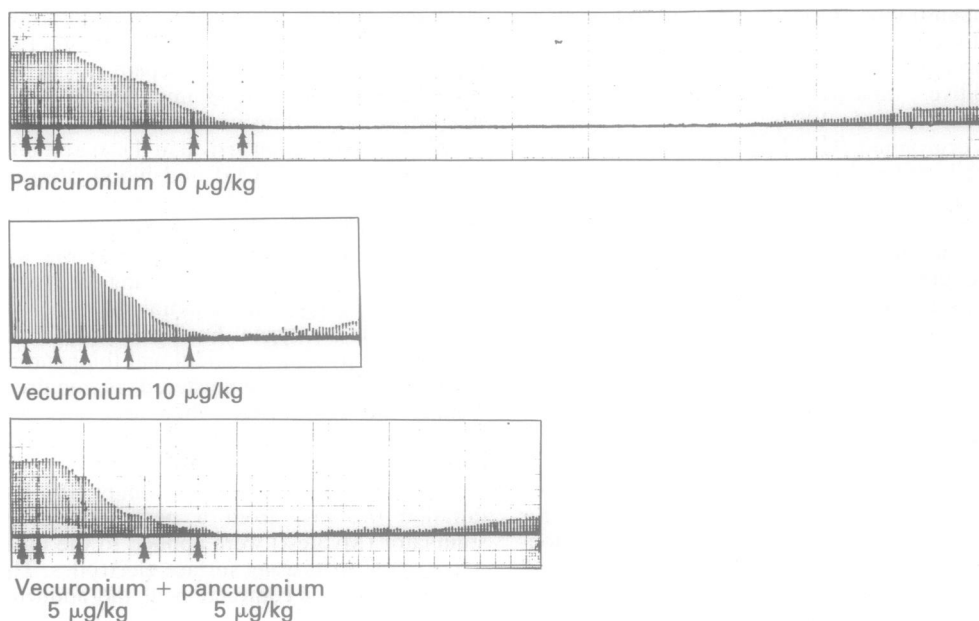 Pancuronium 10 μg/kg
Vecuronium 10 μg/kg
Vecuronium + pancuronium
5 μg/kg 5 μg/kg